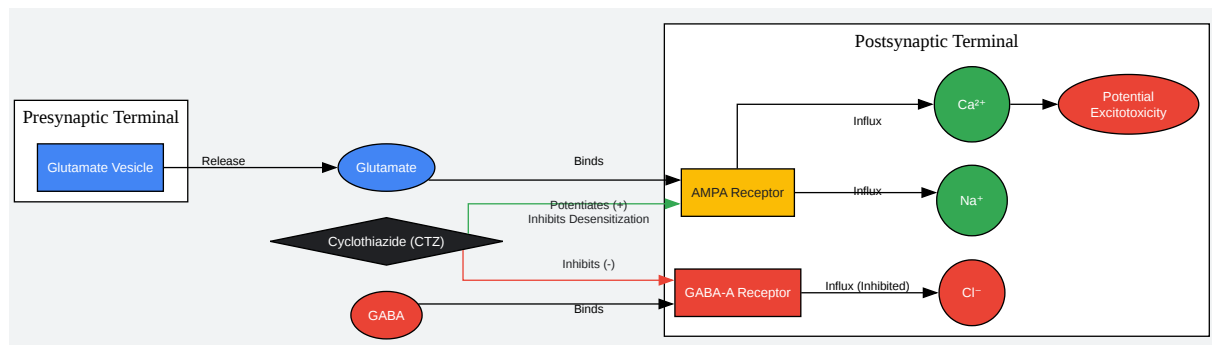 Postsynaptic Terminal
Presynaptic Terminal
Glutamate Vesicle
Release
Glutamate
Binds
AMPA Receptor
Influx
Ca²⁺
Potential
Excitotoxicity
Influx
Na⁺
Potentiates (+)
Inhibits Desensitization
Cyclothiazide (CTZ)
Inhibits (-)
GABA-A Receptor
Influx (Inhibited)
Cl⁻
GABA
Binds